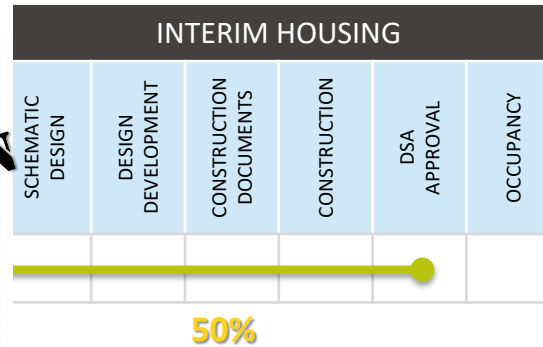 INTERIM HOUSING
SCHEMATIC
DESIGN
DESIGN
DEVELOPMENT
CONSTRUCTION
DOCUMENTS
CONSTRUCTION
DSA
APPROVAL
OCCUPANCY
50%